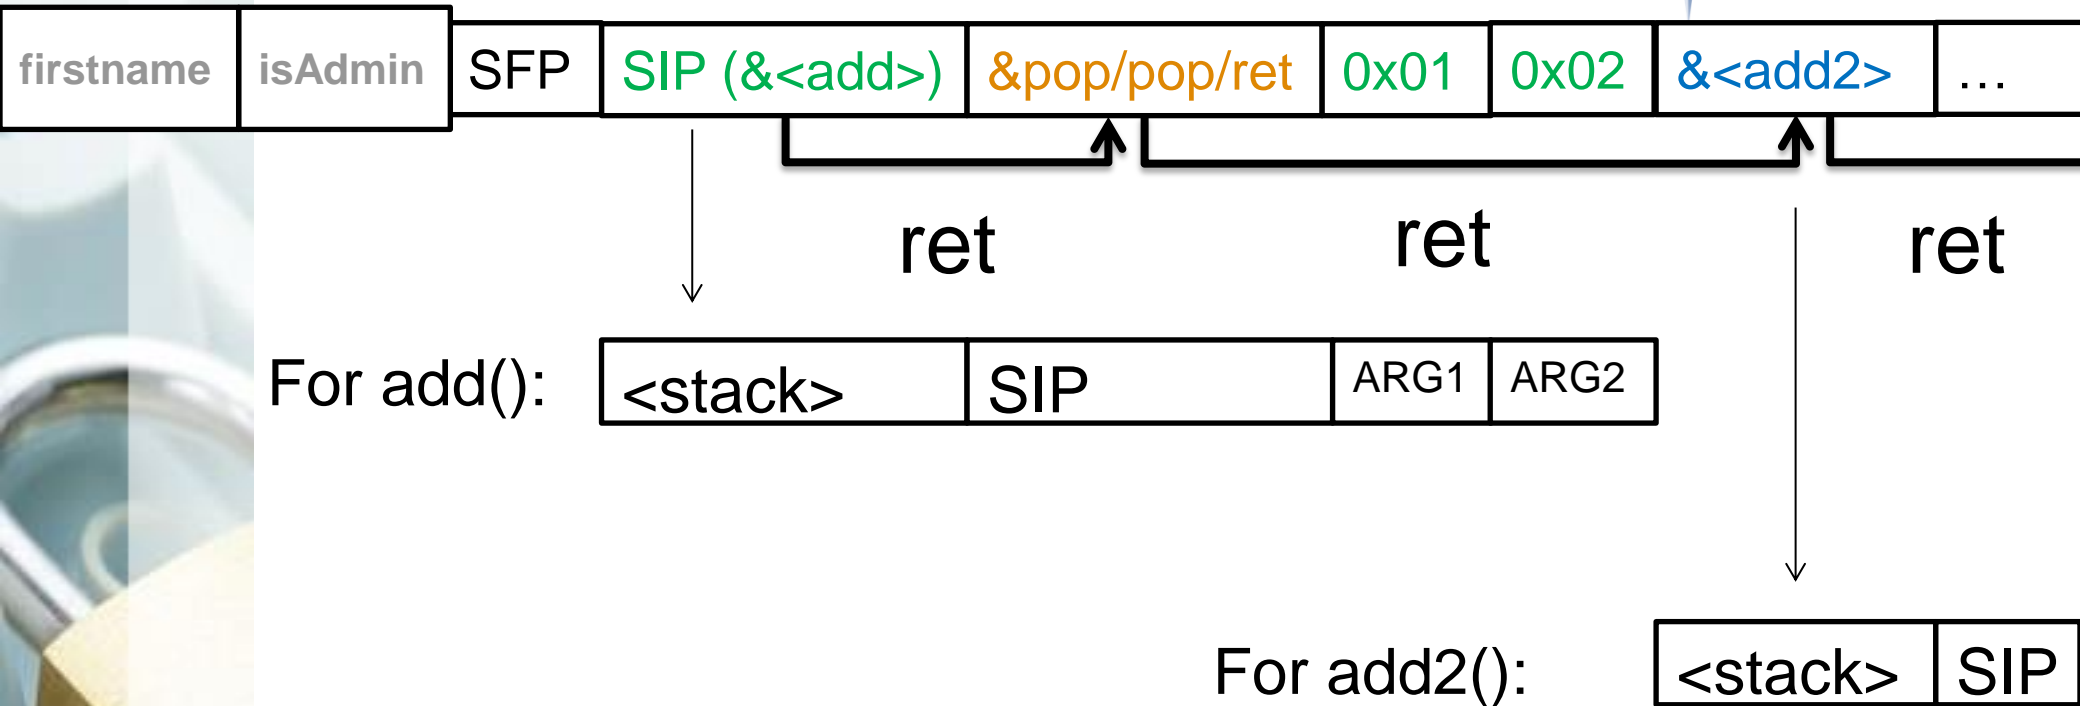 firstname isAdmin SFP SIP (&<add>) &pop/pop/ret 0x01 0x02 &<add2> ...
ret ret ret
For add(): <stack> SIP ARG1 ARG2
For add2(): <stack> SIP